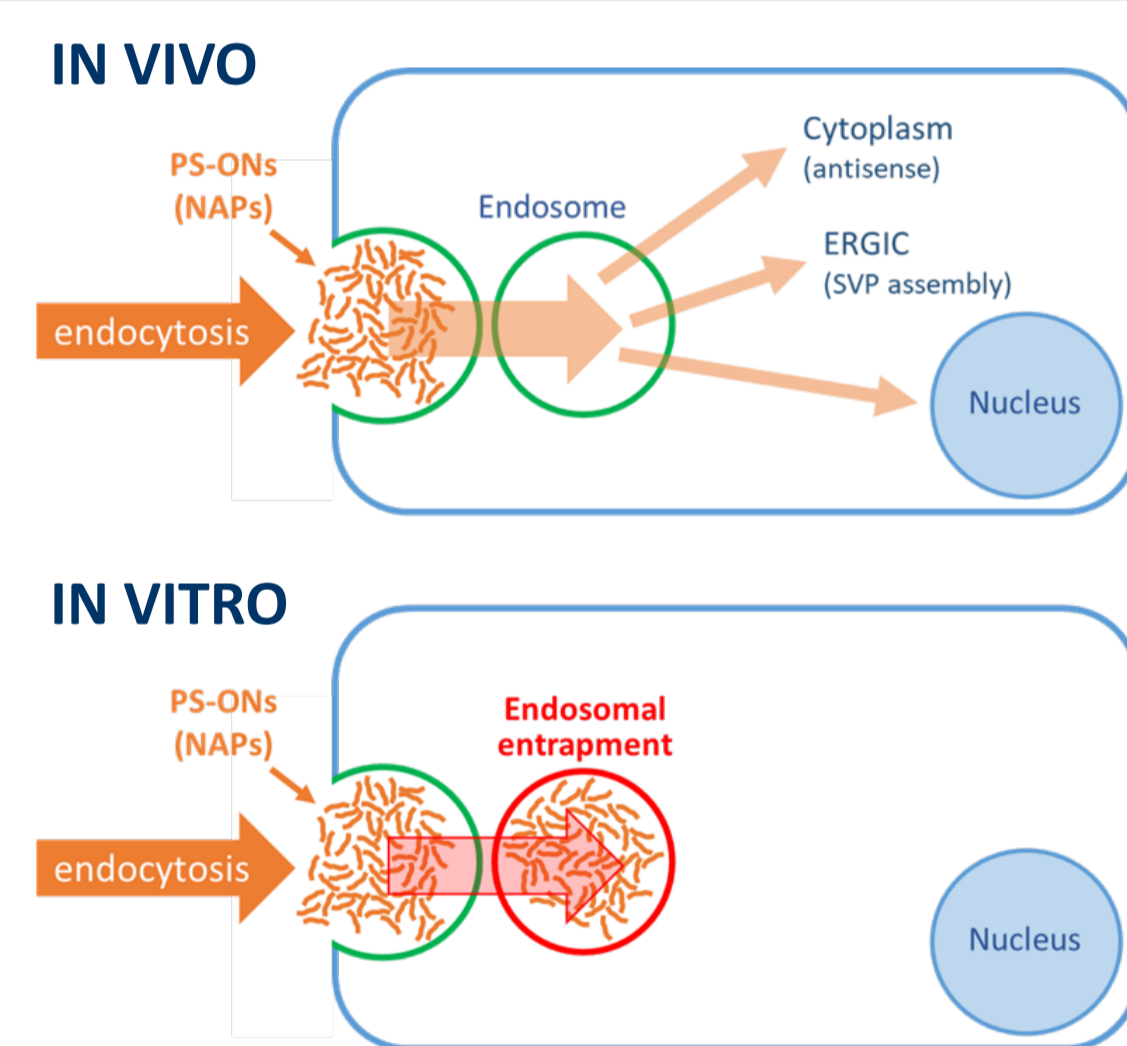 IN VIVO
PS-ONs
(NAPs)
endocytosis
Endosome
Cytoplasm
(antisense)
ERGIC
(SVP assembly)
Nucleus
IN VITRO
PS-ONs
(NAPs)
endocytosis
Endosomal
entrapment
Nucleus